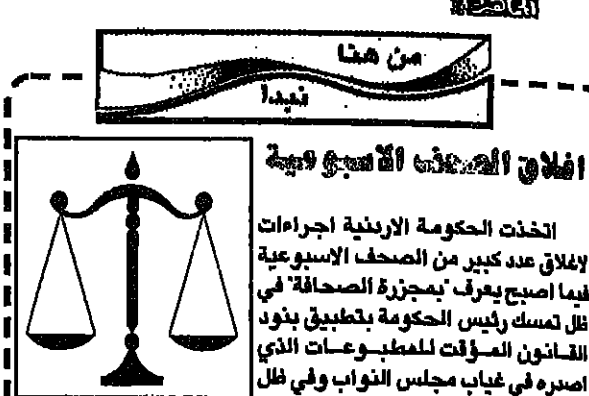 من هنا
نبدأ
اغلاق الصحف الاسبوعية
اتخذت الحكومة الاردنية اجراءات
لاغلاق عدد كبير من الصحف الاسبوعية
فيما اصبح يعرف "بمجزرة الصحافة" في
ظل تمسك رئيس الحكومة بتطبيق بنود
القانون المؤقت للمطبوعات الذي
اصدره في غياب مجلس النواب وفي ظل